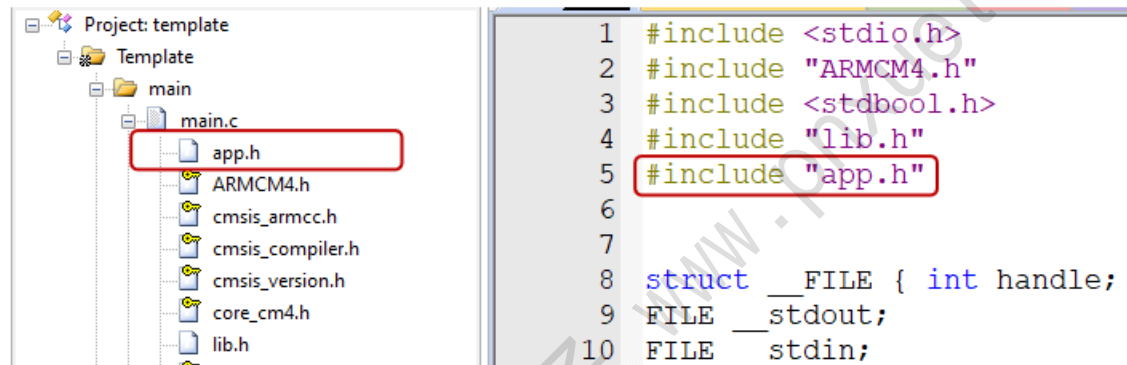 Project: template
Template
main
main.c
app.h
ARMCM4.h
cmsis_armcc.h
cmsis_compiler.h
cmsis_version.h
core_cm4.h
lib.h
1 #include <stdio.h>
2 #include "ARMCM4.h"
3 #include <stdbool.h>
4 #include "lib.h"
5 #include "app.h"
6
7
8 struct __FILE { int handle;
9 FILE __stdout;
10 FILE __stdin;